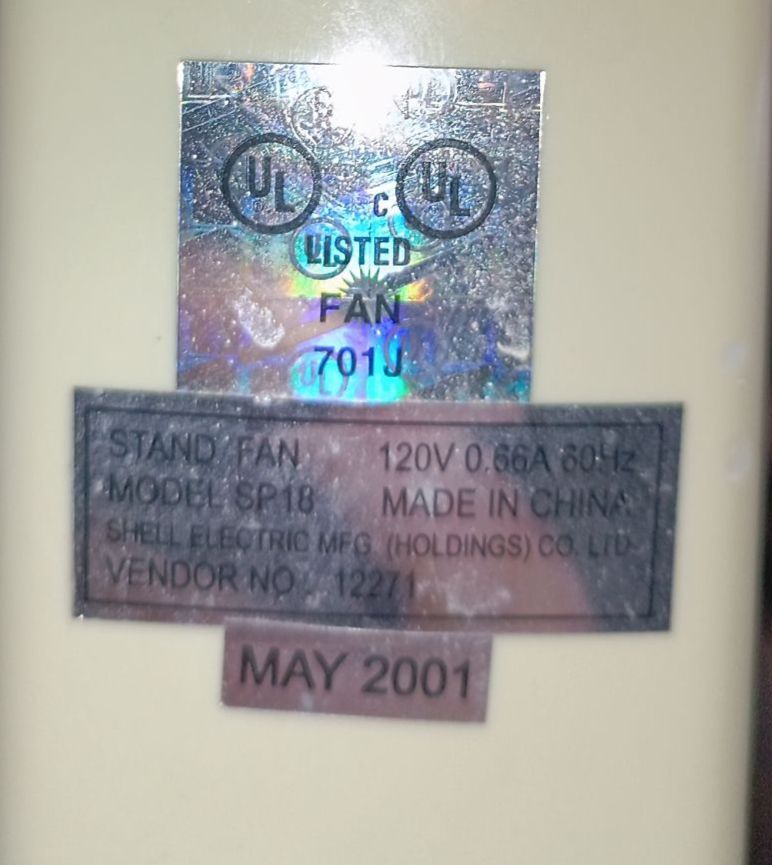 UL C UL
LISTED
FAN
701J
STAND FAN 120V 0.66A 60Hz
MODEL SP18 MADE IN CHINA
SHELL ELECTRIC MFG (HOLDINGS) CO. LTD
VENDOR NO. 12271
MAY 2001